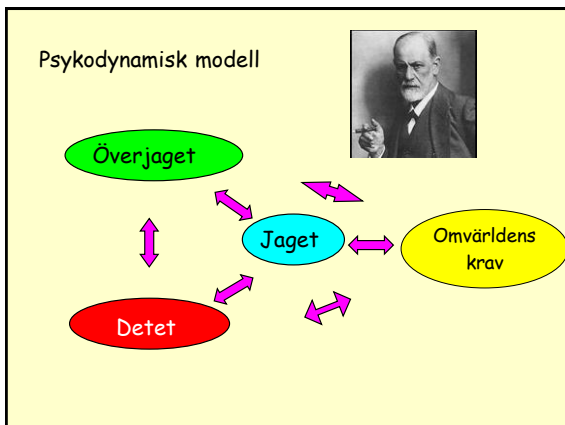 Psykodynamisk modell
Överjaget
Jaget
Omvärldens
krav
Detet